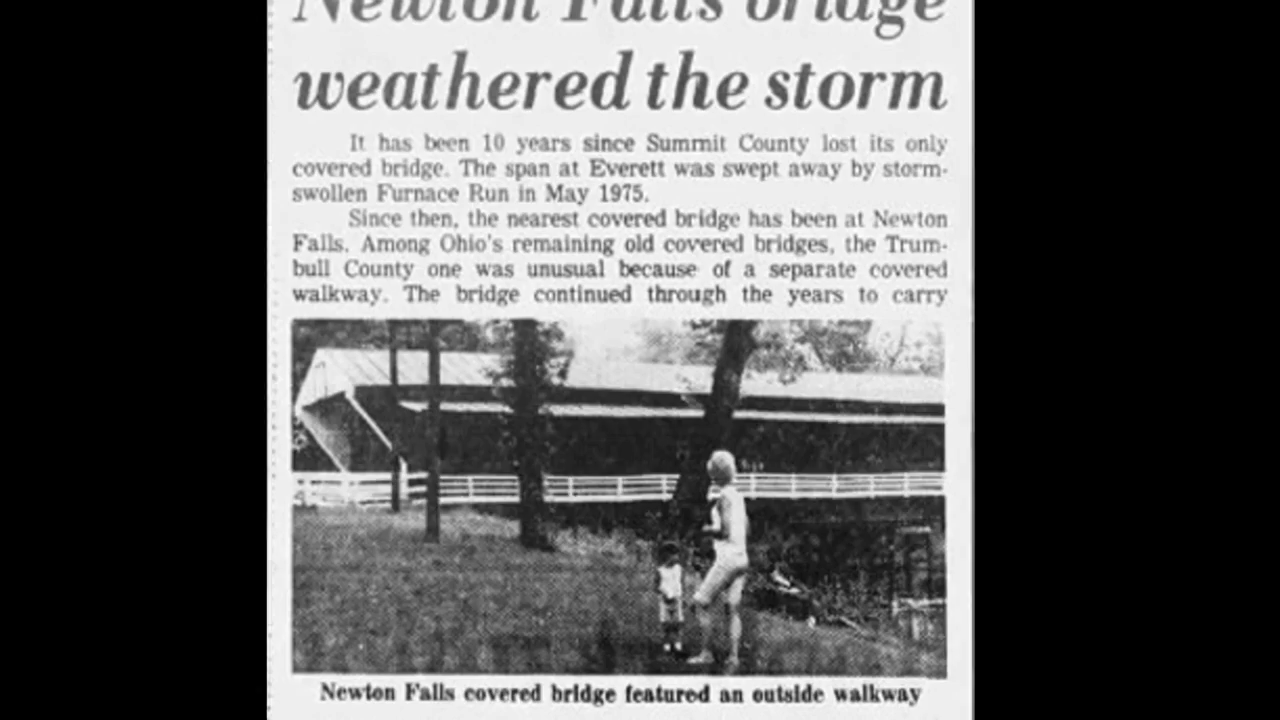 Newton Falls bridge
weathered the storm
It has been 10 years since Summit County lost its only
covered bridge. The span at Everett was swept away by storm-
swollen Furnace Run in May 1975.
Since then, the nearest covered bridge has been at Newton
Falls. Among Ohio's remaining old covered bridges, the Trum-
bull County one was unusual because of a separate covered
walkway. The bridge continued through the years to carry
Newton Falls covered bridge featured an outside walkway